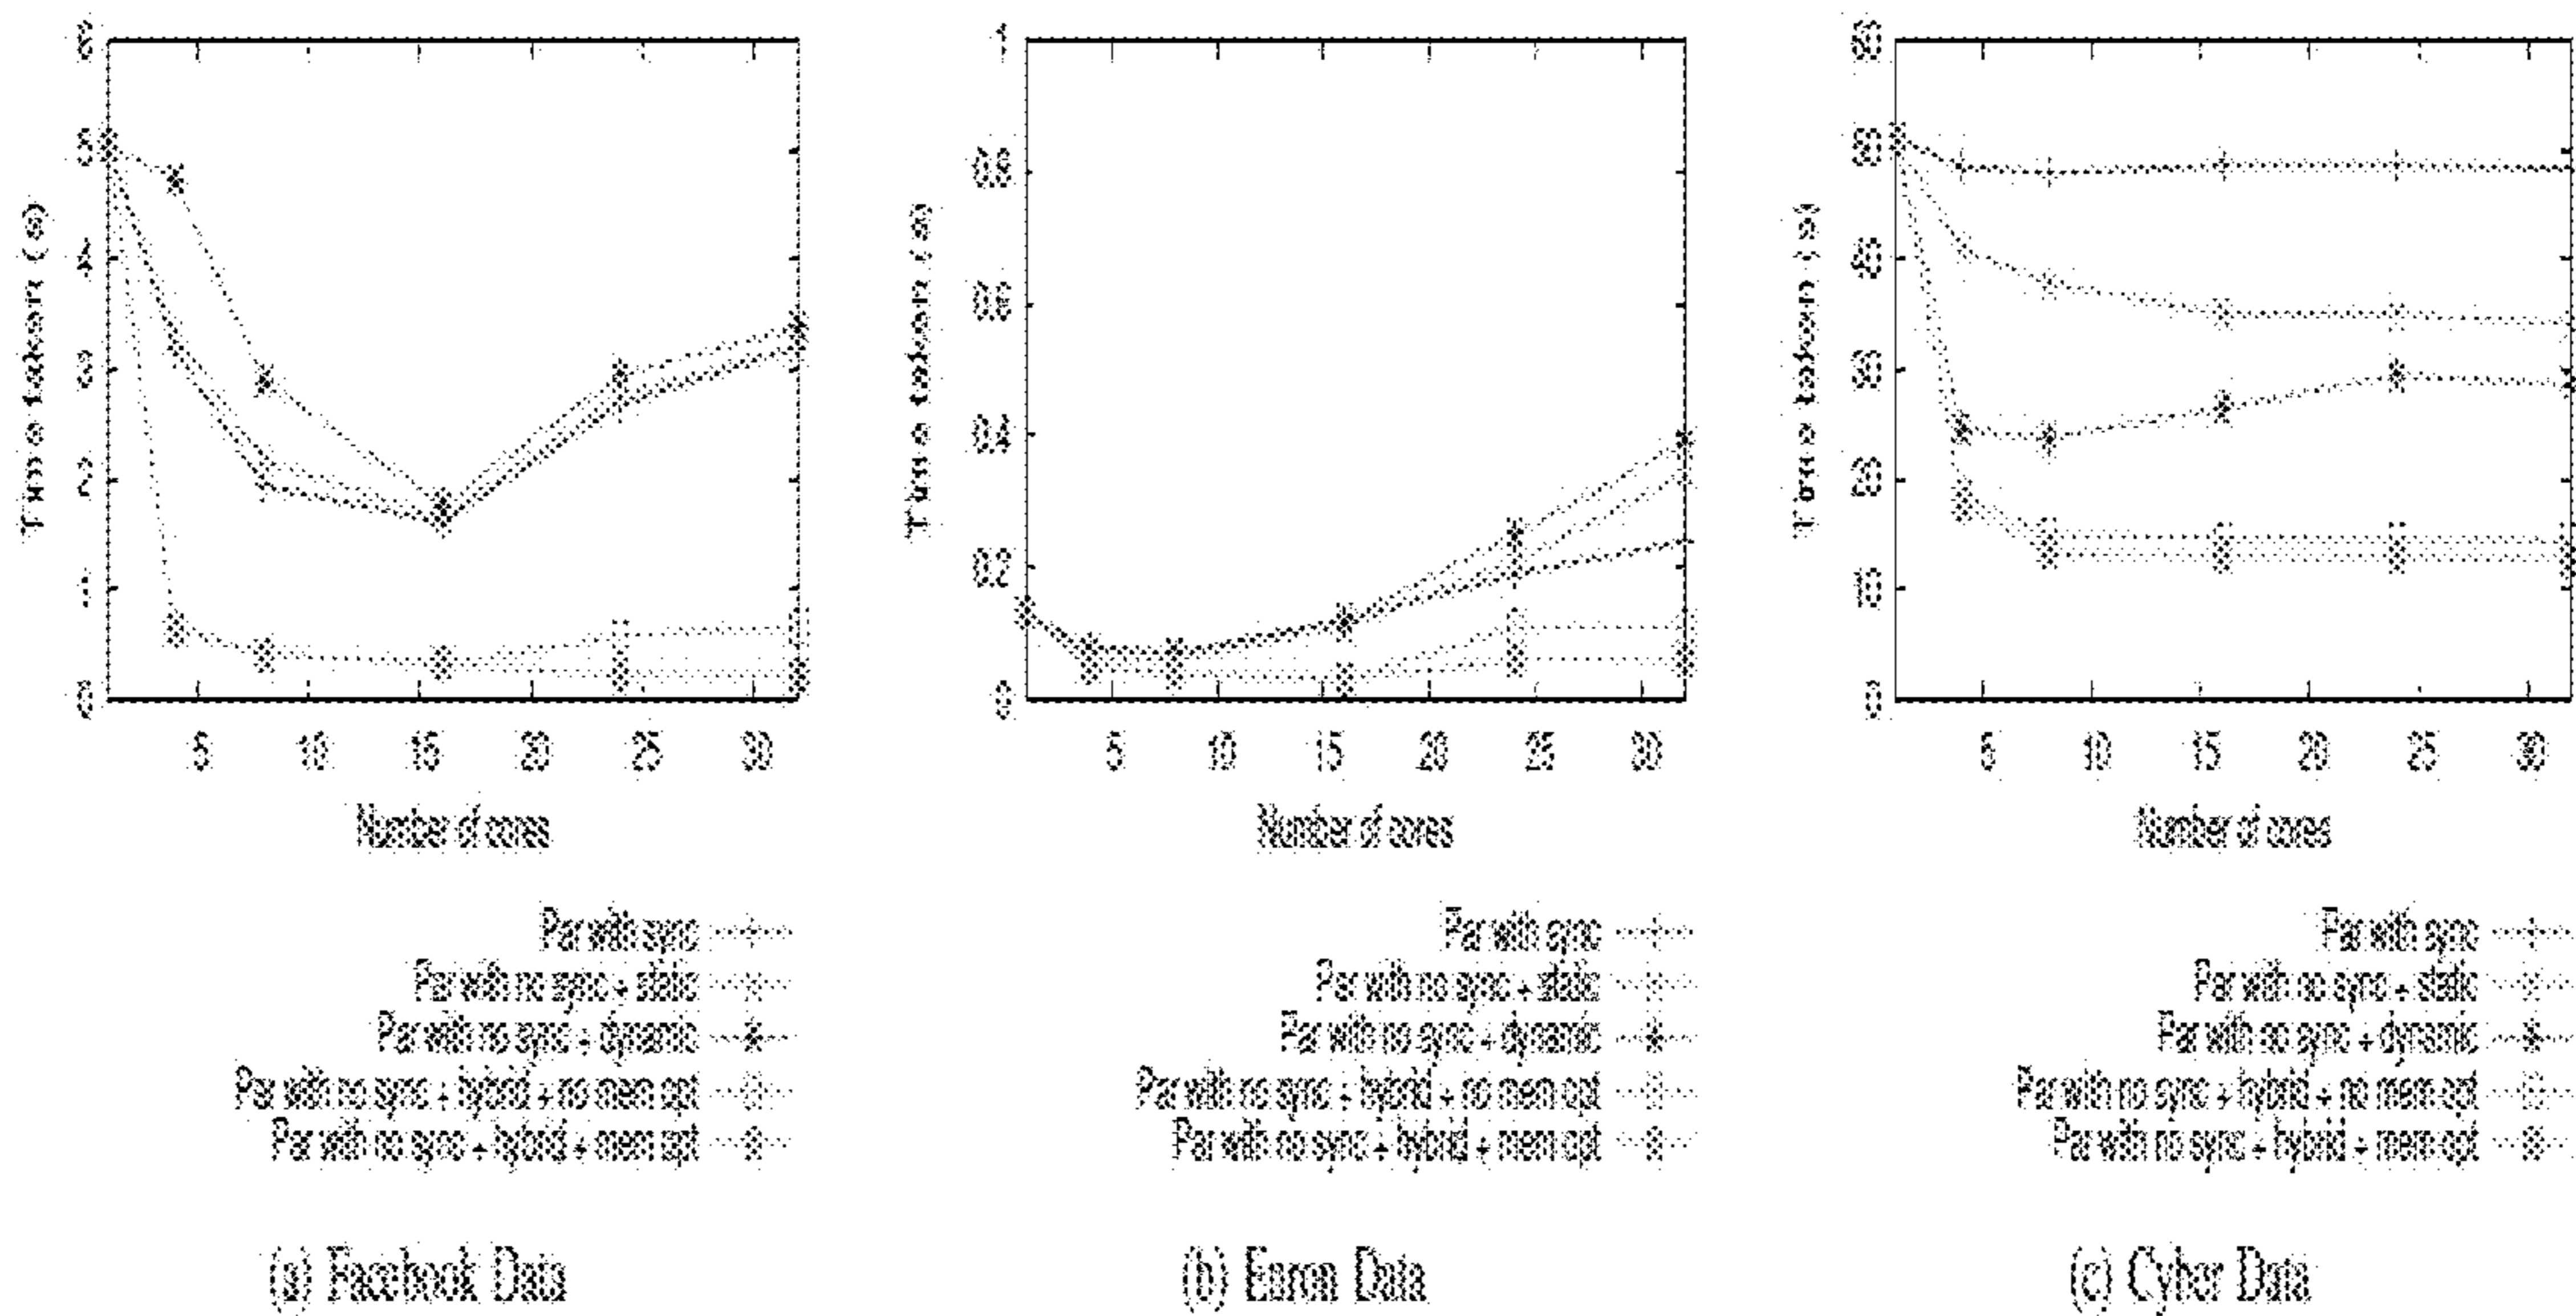 6
5
4
3
2
1
0
Time taken (s)
5 10 15 20 25 30
Number of cores
Par with sync
Par with no sync + static
Par with no sync + dynamic
Par with no sync + hybrid + no mem opt
Par with no sync + hybrid + mem opt
(a) Facebook Data
1
0.8
0.6
0.4
0.2
0
Time taken (s)
5 10 15 20 25 30
Number of cores
Par with sync
Par with no sync + static
Par with no sync + dynamic
Par with no sync + hybrid + no mem opt
Par with no sync + hybrid + mem opt
(b) Enron Data
60
50
40
30
20
10
0
Time taken (s)
5 10 15 20 25 30
Number of cores
Par with sync
Par with no sync + static
Par with no sync + dynamic
Par with no sync + hybrid + no mem opt
Par with no sync + hybrid + mem opt
(c) Cyber Data